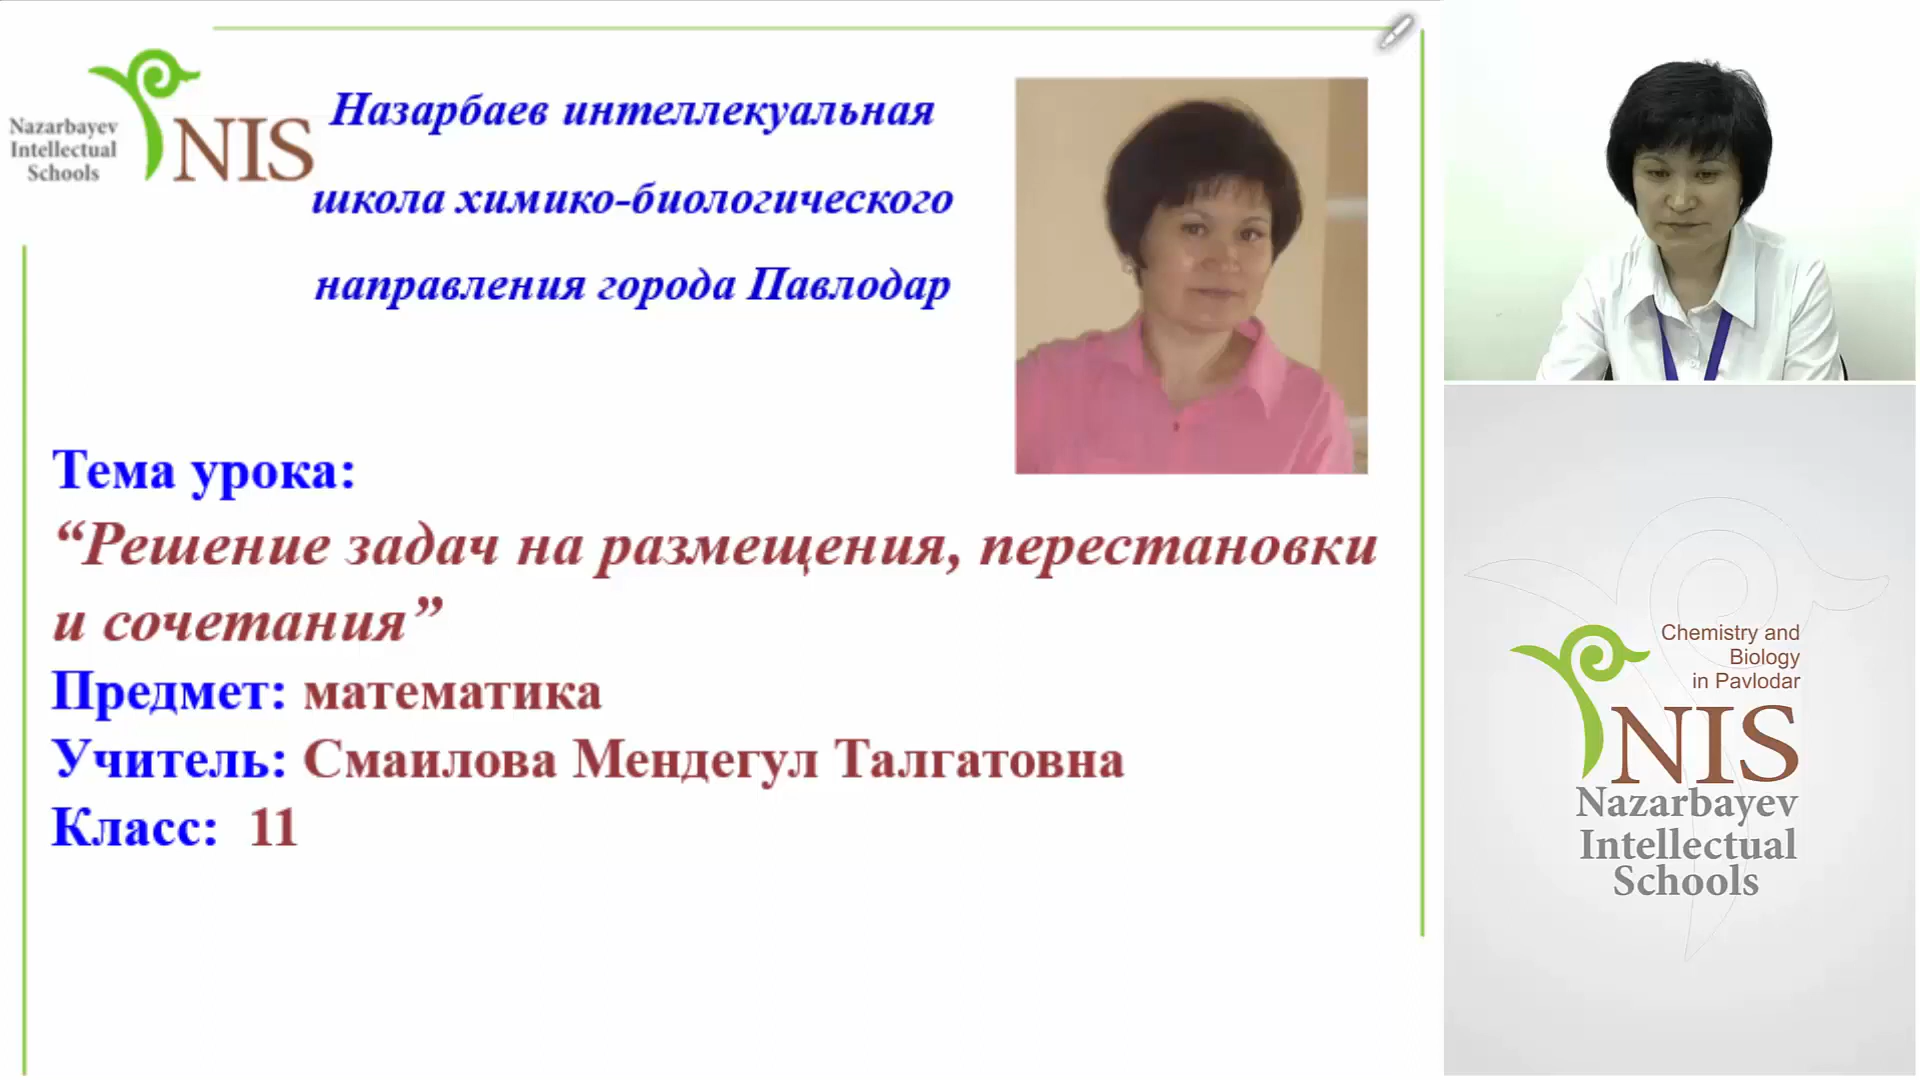 Nazarbayev
Intellectual
Schools
NIS
Назарбаев интеллекуальная
школа химико-биологического
направления города Павлодар
Тема урока:
“Решение задач на размещения, перестановки
и сочетания”
Предмет: математика
Учитель: Смаилова Мендегул Талгатовна
Класс: 11
Chemistry and
Biology
in Pavlodar
NIS
Nazarbayev
Intellectual
Schools